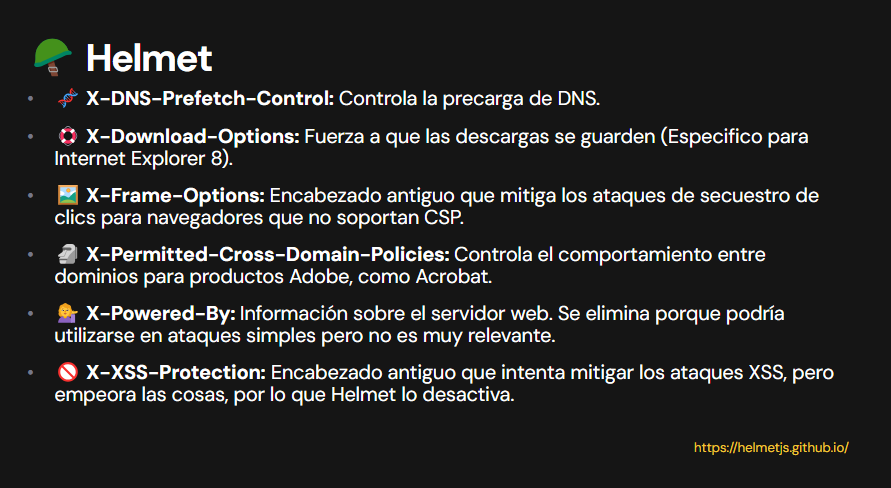 Helmet
• X-DNS-Prefetch-Control: Controla la precarga de DNS.
• X-Download-Options: Fuerza a que las descargas se guarden (Especifico para
Internet Explorer 8).
• X-Frame-Options: Encabezado antiguo que mitiga los ataques de secuestro de
clics para navegadores que no soportan CSP.
• X-Permitted-Cross-Domain-Policies: Controla el comportamiento entre
dominios para productos Adobe, como Acrobat.
• X-Powered-By: Información sobre el servidor web. Se elimina porque podría
utilizarse en ataques simples pero no es muy relevante.
• X-XSS-Protection: Encabezado antiguo que intenta mitigar los ataques XSS, pero
empeora las cosas, por lo que Helmet lo desactiva.
https://helmetjs.github.io/